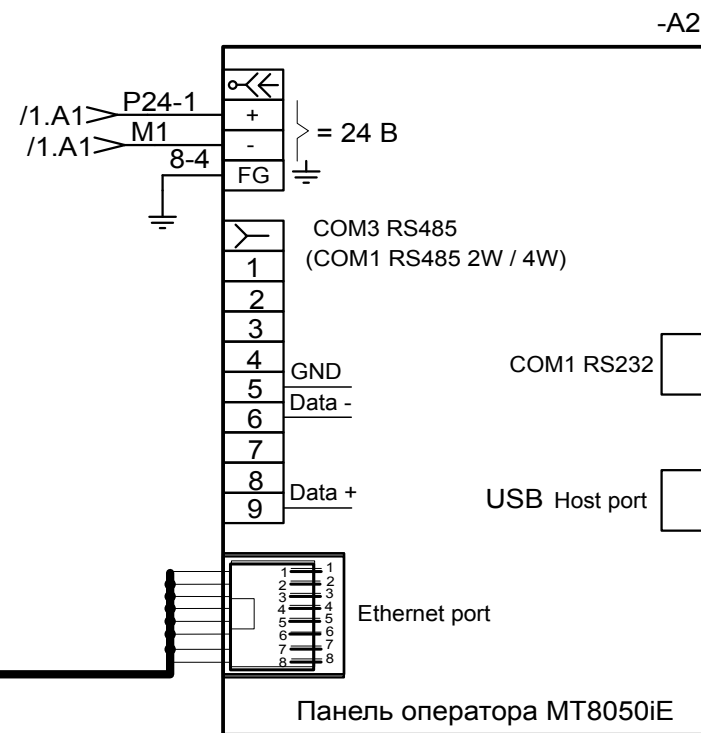 -A2
/1.A1
P24-1
+
/1.A1
M1
-
= 24 В
8-4
FG
COM3 RS485
(COM1 RS485 2W / 4W)
1
2
3
4
5
6
7
8
9
GND
Data -
Data +
COM1 RS232
USB Host port
1 1
2 2
3 3
4 4
5 5
6 6
7 7
8 8
Ethernet port
Панель оператора MT8050iE